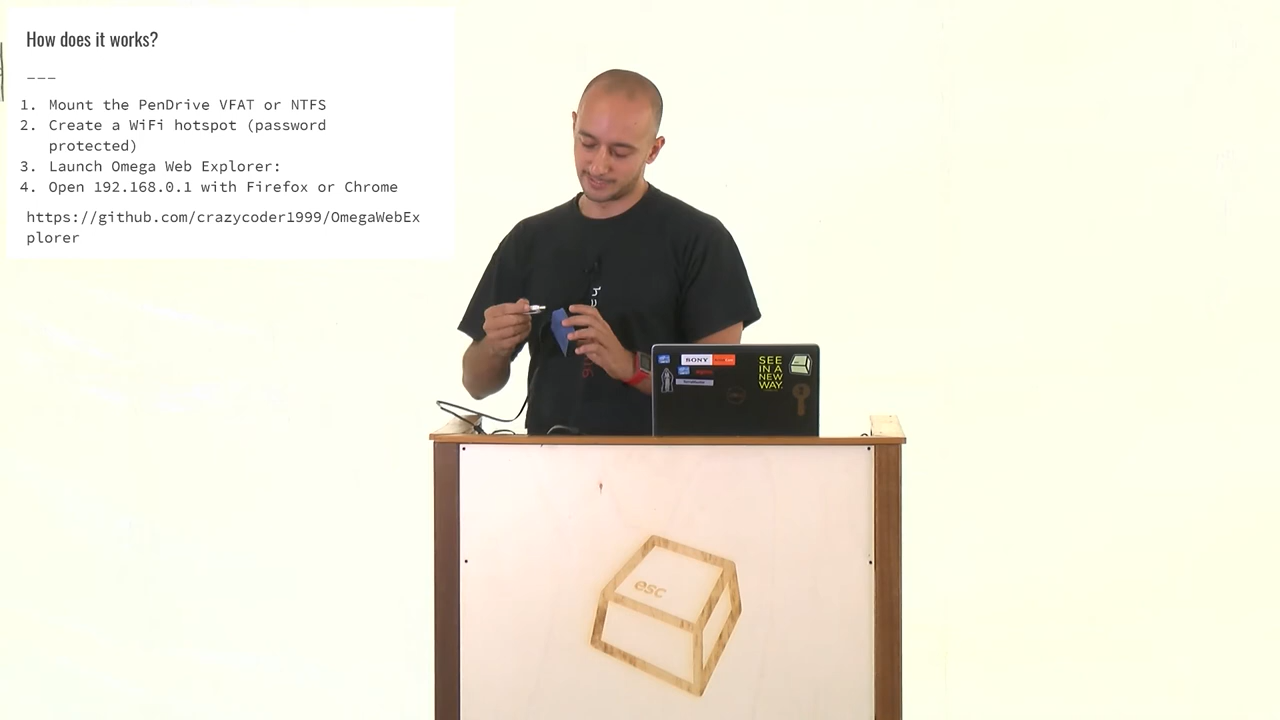 How does it works?
___
1. Mount the PenDrive VFAT or NTFS
2. Create a WiFi hotspot (password
protected)
3. Launch Omega Web Explorer:
4. Open 192.168.0.1 with Firefox or Chrome
https://github.com/crazycoder1999/OmegaWebEx
plorer
SONY
SEE
IN A
NEW
WAY.
esc